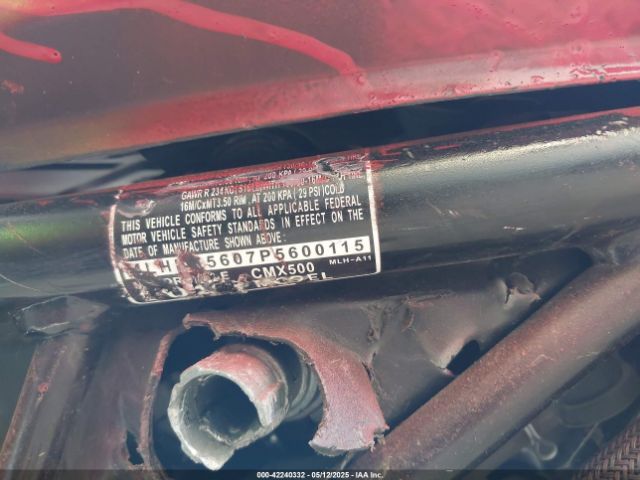 GAWR R 234KG
16M/CxMT3.50 RIM, AT 200 KPA ( 29 PSI )COLD
THIS VEHICLE CONFORMS TO ALL APPLICABLE FEDERAL
MOTOR VEHICLE SAFETY STANDARDS IN EFFECT ON THE
DATE OF MANUFACTURE SHOWN ABOVE.
5607P5600115
CMX500 MLH-A11
000-42240332 - 05/12/2025 - IAA Inc.